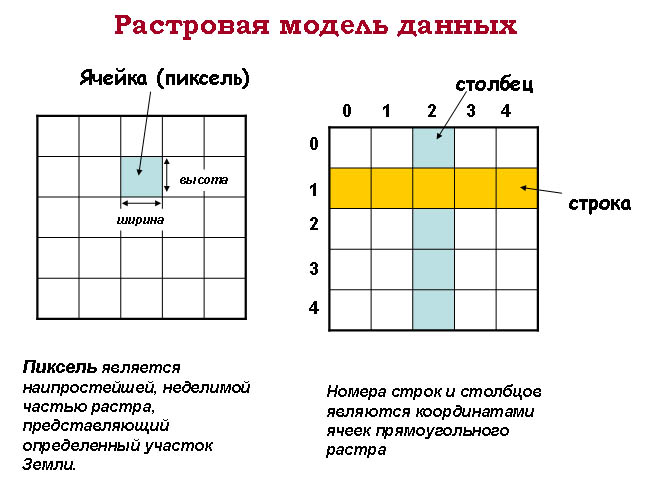 Растровая модель данных
Ячейка (пиксель)
высота
ширина
Пиксель является
наипростейшей, неделимой
частью растра,
представляющий
определенный участок
Земли.
столбец
0 1 2 3 4
0
1
2
3
4
строка
Номера строк и столбцов
являются координатами
ячеек прямоугольного
растра